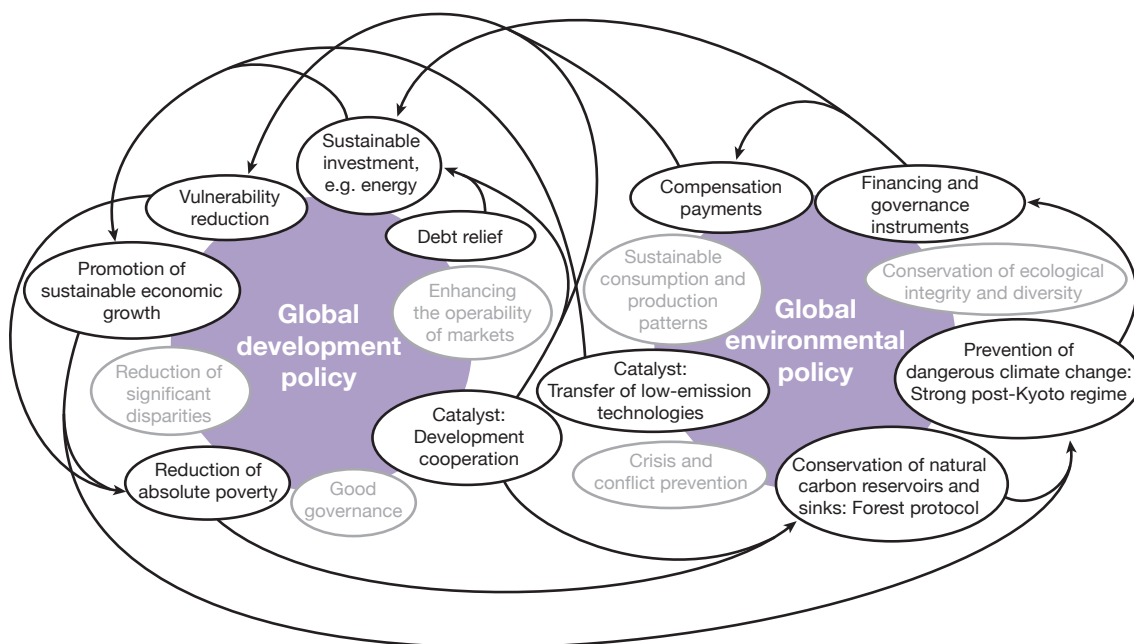 Sustainable
investment,
e.g. energy
Vulnerability
reduction
Debt relief
Promotion of
sustainable economic
growth
Enhancing
the operability
of markets
Global
development
policy
Reduction of
significant
disparities
Catalyst:
Development
cooperation
Reduction of
absolute poverty
Good
governance
Compensation
payments
Financing and
governance
instruments
Sustainable
consumption and
production
patterns
Conservation of ecological
integrity and diversity
Global
environmental
policy
Catalyst:
Transfer of low-emission
technologies
Prevention of
dangerous climate change:
Strong post-Kyoto regime
Crisis and
conflict prevention
Conservation of natural
carbon reservoirs and
sinks: Forest protocol